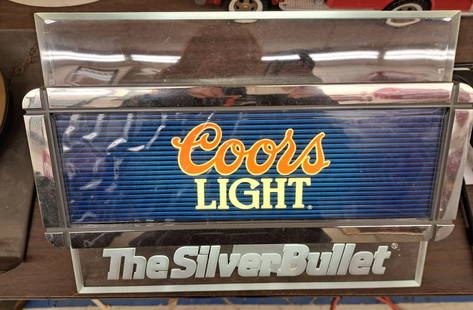 Coors
LIGHT®
The Silver Bullet®